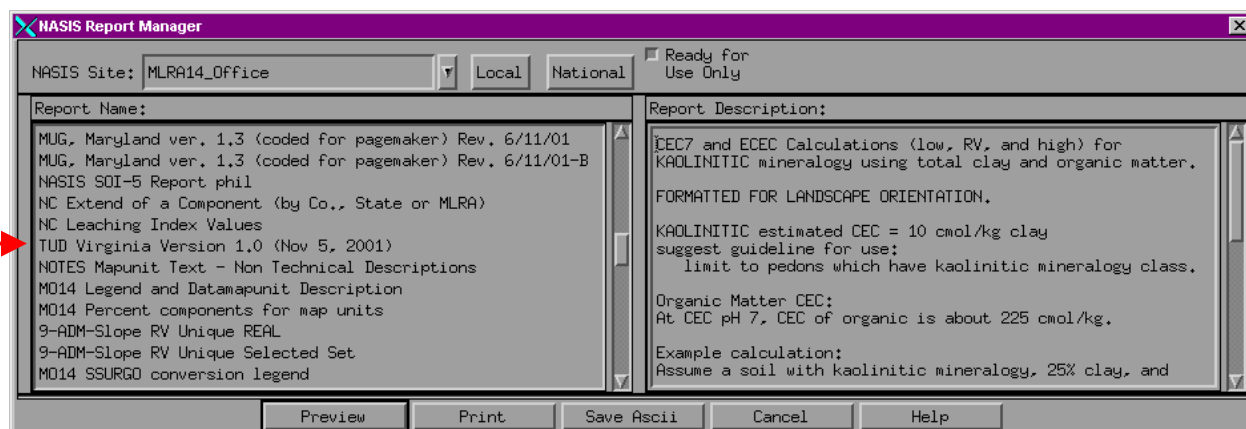 NASIS Report Manager
NASIS Site: MLRA14_Office Local National Ready for
Use Only
Report Name:
MUG, Maryland ver. 1.3 (coded for pagemaker) Rev. 6/11/01
MUG, Maryland ver. 1.3 (coded for pagemaker) Rev. 6/11/01-B
NASIS SOI-5 Report phil
NC Extend of a Component (by Co., State or MLRA)
NC Leaching Index Values
TUD Virginia Version 1.0 (Nov 5, 2001)
NOTES Mapunit Text - Non Technical Descriptions
MO14 Legend and Datamapunit Description
MO14 Percent components for map units
9-ADM-Slope RV Unique REAL
9-ADM-Slope RV Unique Selected Set
MO14 SSURGO conversion legend
Report Description:
CEC7 and ECEC Calculations (low, RV, and high) for
KAOLINITIC mineralogy using total clay and organic matter.
FORMATTED FOR LANDSCAPE ORIENTATION.
KAOLINITIC estimated CEC = 10 cmol/kg clay
suggest guideline for use:
limit to pedons which have kaolinitic mineralogy class.
Organic Matter CEC:
At CEC pH 7, CEC of organic is about 225 cmol/kg.
Example calculation:
Assume a soil with kaolinitic mineralogy, 25% clay, and
Preview Print Save Ascii Cancel Help